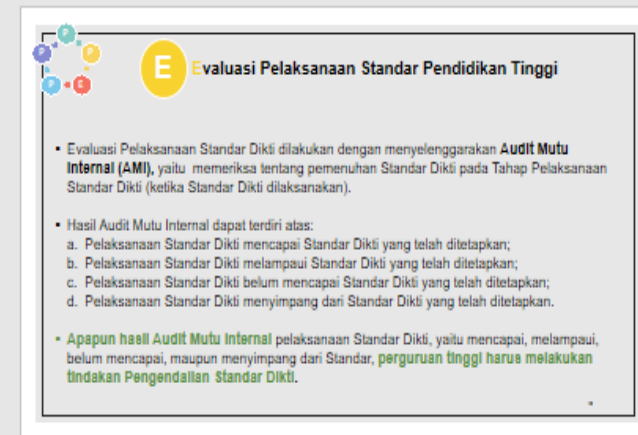 P
P
P
P
E
E
Evaluasi Pelaksanaan Standar Pendidikan Tinggi
▪ Evaluasi Pelaksanaan Standar Dikti dilakukan dengan menyelenggarakan Audit Mutu
Internal (AMI), yaitu memeriksa tentang pemenuhan Standar Dikti pada Tahap Pelaksanaan
Standar Dikti (ketika Standar Dikti dilaksanakan).
▪ Hasil Audit Mutu Internal dapat terdiri atas:
a. Pelaksanaan Standar Dikti mencapai Standar Dikti yang telah ditetapkan;
b. Pelaksanaan Standar Dikti melampaui Standar Dikti yang telah ditetapkan;
c. Pelaksanaan Standar Dikti belum mencapai Standar Dikti yang telah ditetapkan;
d. Pelaksanaan Standar Dikti menyimpang dari Standar Dikti yang telah ditetapkan.
▪ Apapun hasil Audit Mutu Internal pelaksanaan Standar Dikti, yaitu mencapai, melampaui,
belum mencapai, maupun menyimpang dari Standar, perguruan tinggi harus melakukan
tindakan Pengendalian Standar Dikti.